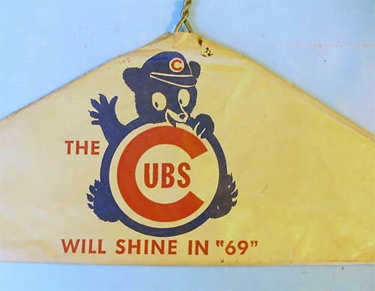 C
THE CUBS
WILL SHINE IN "69"